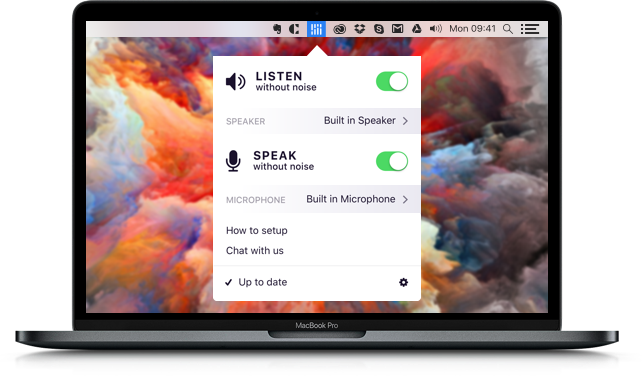 Mon 09:41
LISTEN
without noise
SPEAKER Built in Speaker
SPEAK
without noise
MICROPHONE Built in Microphone
How to setup
Chat with us
Up to date
MacBook Pro